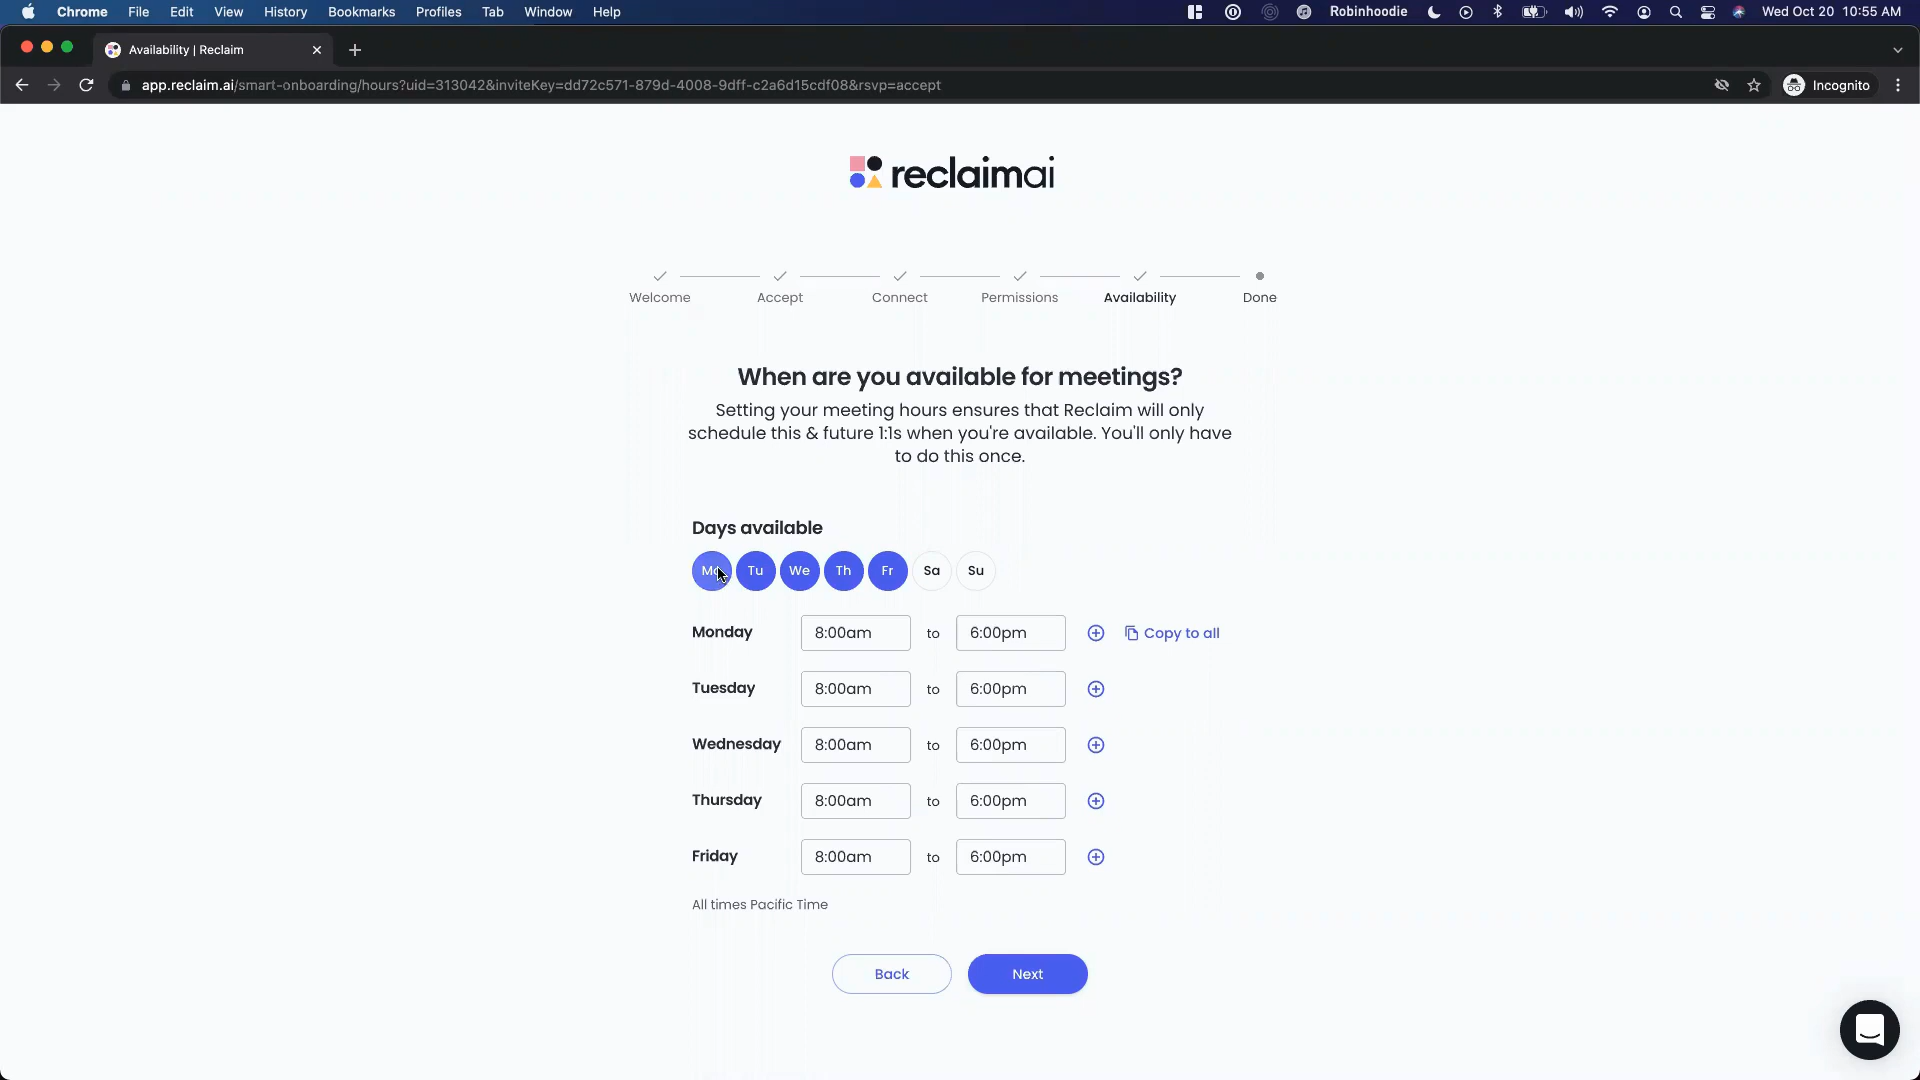 Chrome File Edit View History Bookmarks Profiles Tab Window Help Robinhoodie Wed Oct 20 10:55 AM
Availability | Reclaim
app.reclaim.ai/smart-onboarding/hours?uid=313042&inviteKey=dd72c571-879d-4008-9dff-c2a6d15cdf08&rsvp=accept Incognito
reclaimai
Welcome Accept Connect Permissions Availability Done
When are you available for meetings?
Setting your meeting hours ensures that Reclaim will only
schedule this & future 1:1s when you're available. You'll only have
to do this once.
Days available
Mo Tu We Th Fr Sa Su
Monday 8:00am to 6:00pm Copy to all
Tuesday 8:00am to 6:00pm
Wednesday 8:00am to 6:00pm
Thursday 8:00am to 6:00pm
Friday 8:00am to 6:00pm
All times Pacific Time
Back Next